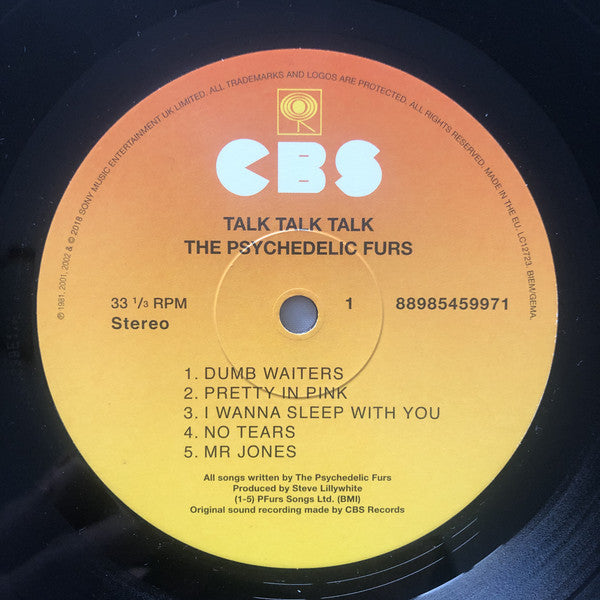 ℗ 1981, 2001, 2002 & © 2018 SONY MUSIC ENTERTAINMENT UK LIMITED. ALL TRADEMARKS AND LOGOS ARE PROTECTED. ALL RIGHTS RESERVED. MADE IN THE EU. LC12723. BIEM/GEMA.
CBS
TALK TALK TALK
THE PSYCHEDELIC FURS
33 1/3 RPM 1 88985459971
Stereo
1. DUMB WAITERS
2. PRETTY IN PINK
3. I WANNA SLEEP WITH YOU
4. NO TEARS
5. MR JONES
All songs written by The Psychedelic Furs
Produced by Steve Lillywhite
(1-5) PFurs Songs Ltd. (BMI)
Original sound recording made by CBS Records